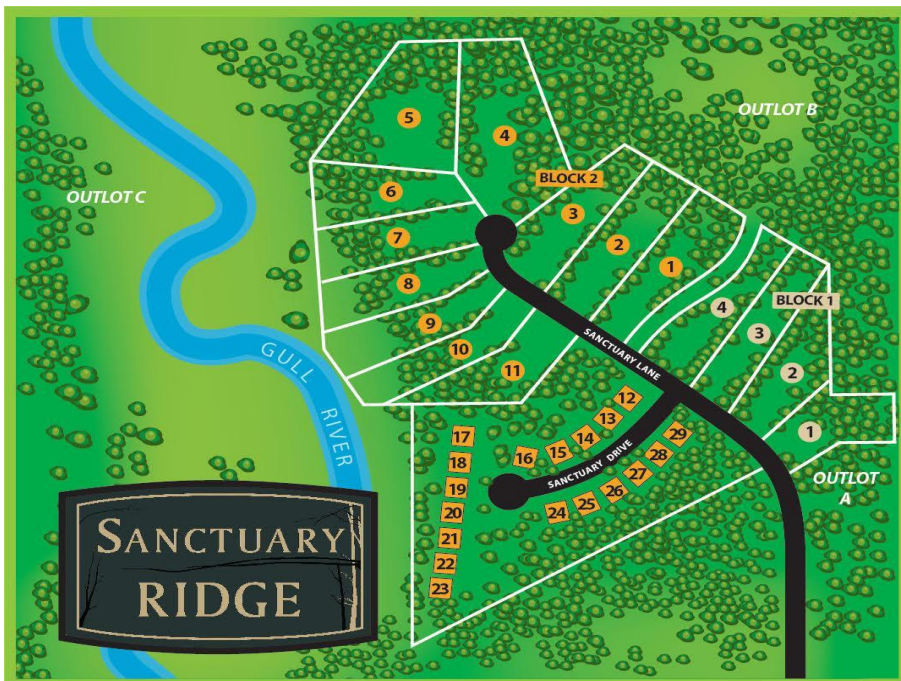 OUTLOT B
5
4
BLOCK 2
6
OUTLOT C
3
7
2
1
8
BLOCK 1
4
9
3
SANCTUARY LANE
10
2
11
GULL
RIVER
12
13
1
14
29
17
15
28
16
SANCTUARY DRIVE
18
27
OUTLOT
A
19
26
25
20
24
21
22
23
SANCTUARY
RIDGE